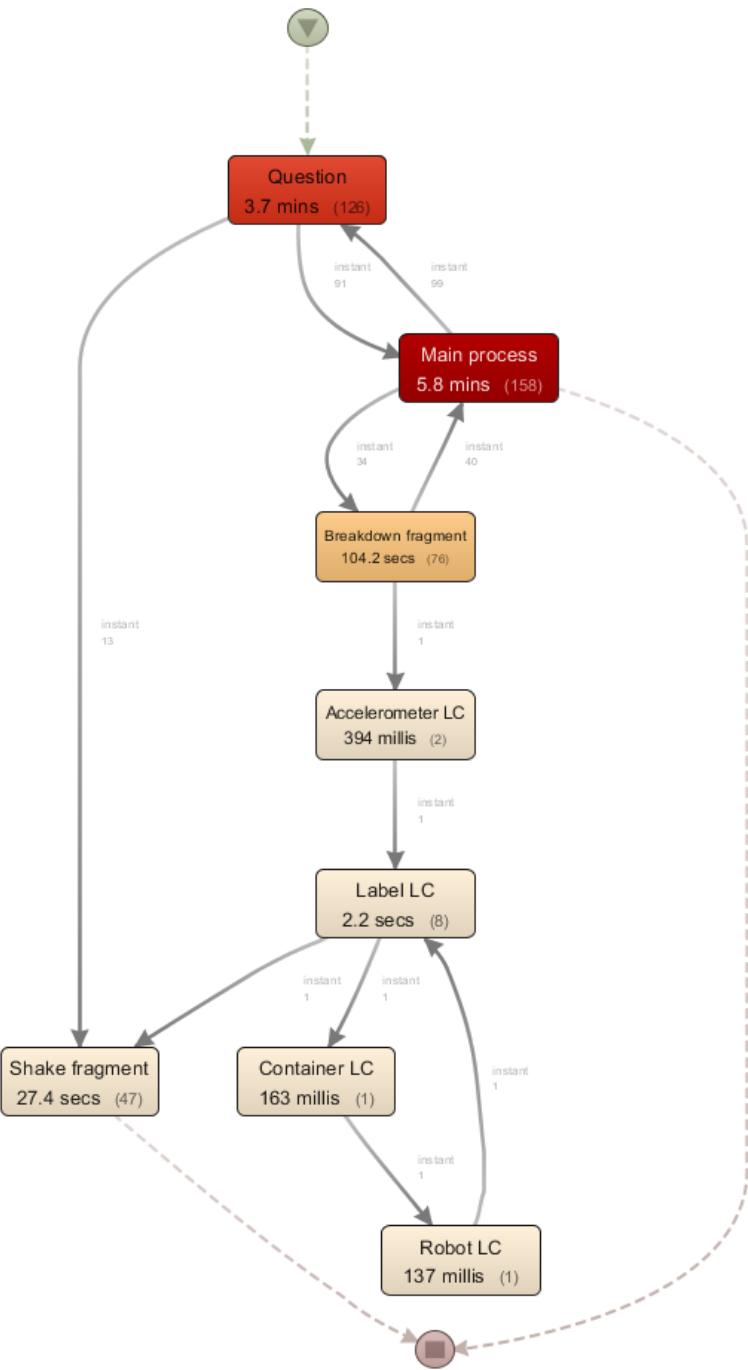 Question
3.7 mins (126)
instant
91
instant
99
Main process
5.8 mins (158)
instant
34
instant
40
Breakdown fragment
104.2 secs (76)
instant
13
instant
1
Accelerometer LC
394 millis (2)
instant
1
Label LC
2.2 secs (8)
instant
1
instant
1
Shake fragment
27.4 secs (47)
Container LC
163 millis (1)
instant
1
instant
1
Robot LC
137 millis (1)